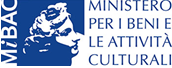 MiBAC
MINISTERO
PER I BENI E
LE ATTIVITÀ
CULTURALI